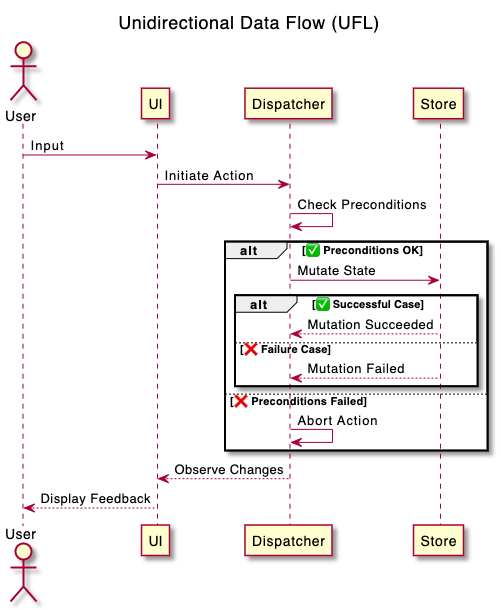 Unidirectional Data Flow (UFL)
User
UI
Dispatcher
Store
Input
Initiate Action
Check Preconditions
alt [✅ Preconditions OK]
Mutate State
alt [✅ Successful Case]
Mutation Succeeded
[❌ Failure Case]
Mutation Failed
[❌ Preconditions Failed]
Abort Action
Observe Changes
Display Feedback
User
UI
Dispatcher
Store